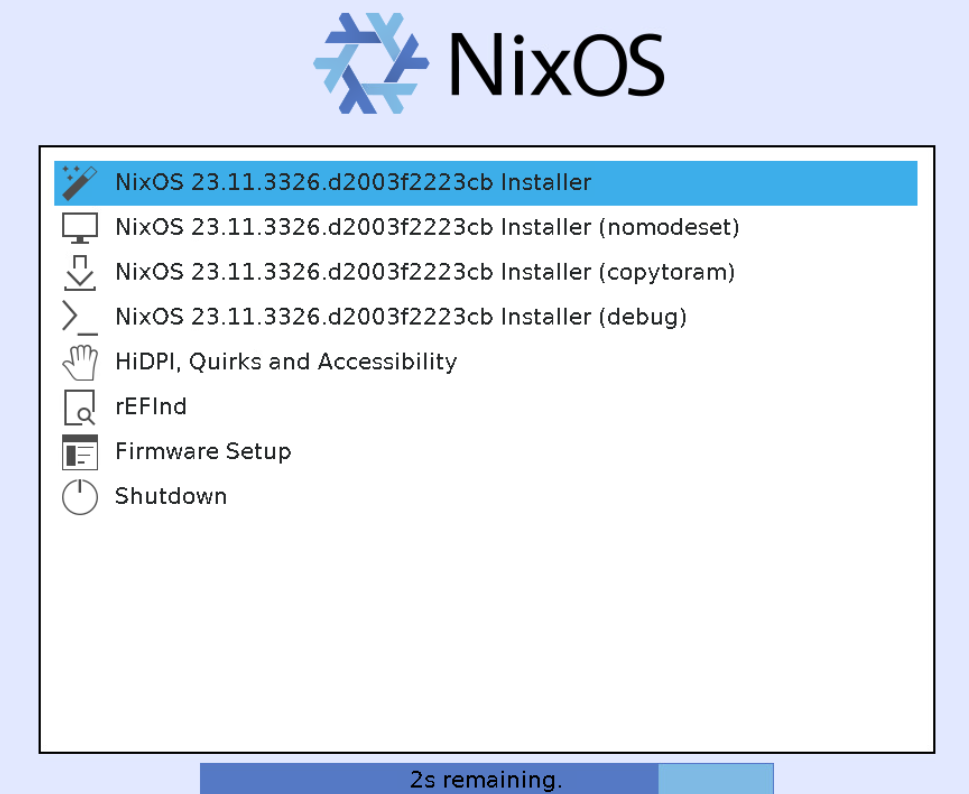 NixOS
NixOS 23.11.3326.d2003f2223cb Installer
NixOS 23.11.3326.d2003f2223cb Installer (nomodeset)
NixOS 23.11.3326.d2003f2223cb Installer (copytoram)
NixOS 23.11.3326.d2003f2223cb Installer (debug)
HiDPI, Quirks and Accessibility
rEFInd
Firmware Setup
Shutdown
2s remaining.